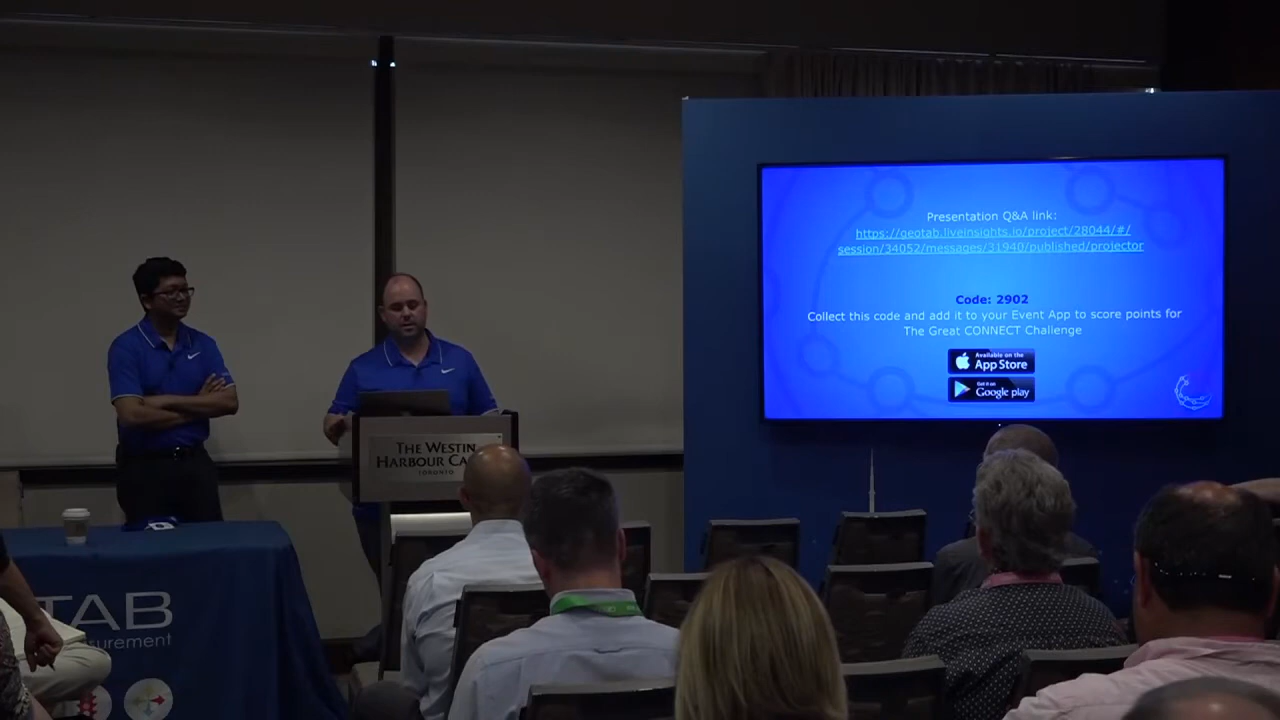 Presentation Q&A link:
https://geotab.liveinsights.io/project/28044/#/
session/34052/messages/31940/published/projector
Code: 2902
Collect this code and add it to your Event App to score points for
The Great CONNECT Challenge
Available on the
App Store
Get it on
Google play
THE WESTIN
HARBOUR CA
TORONTO
TAB
urement